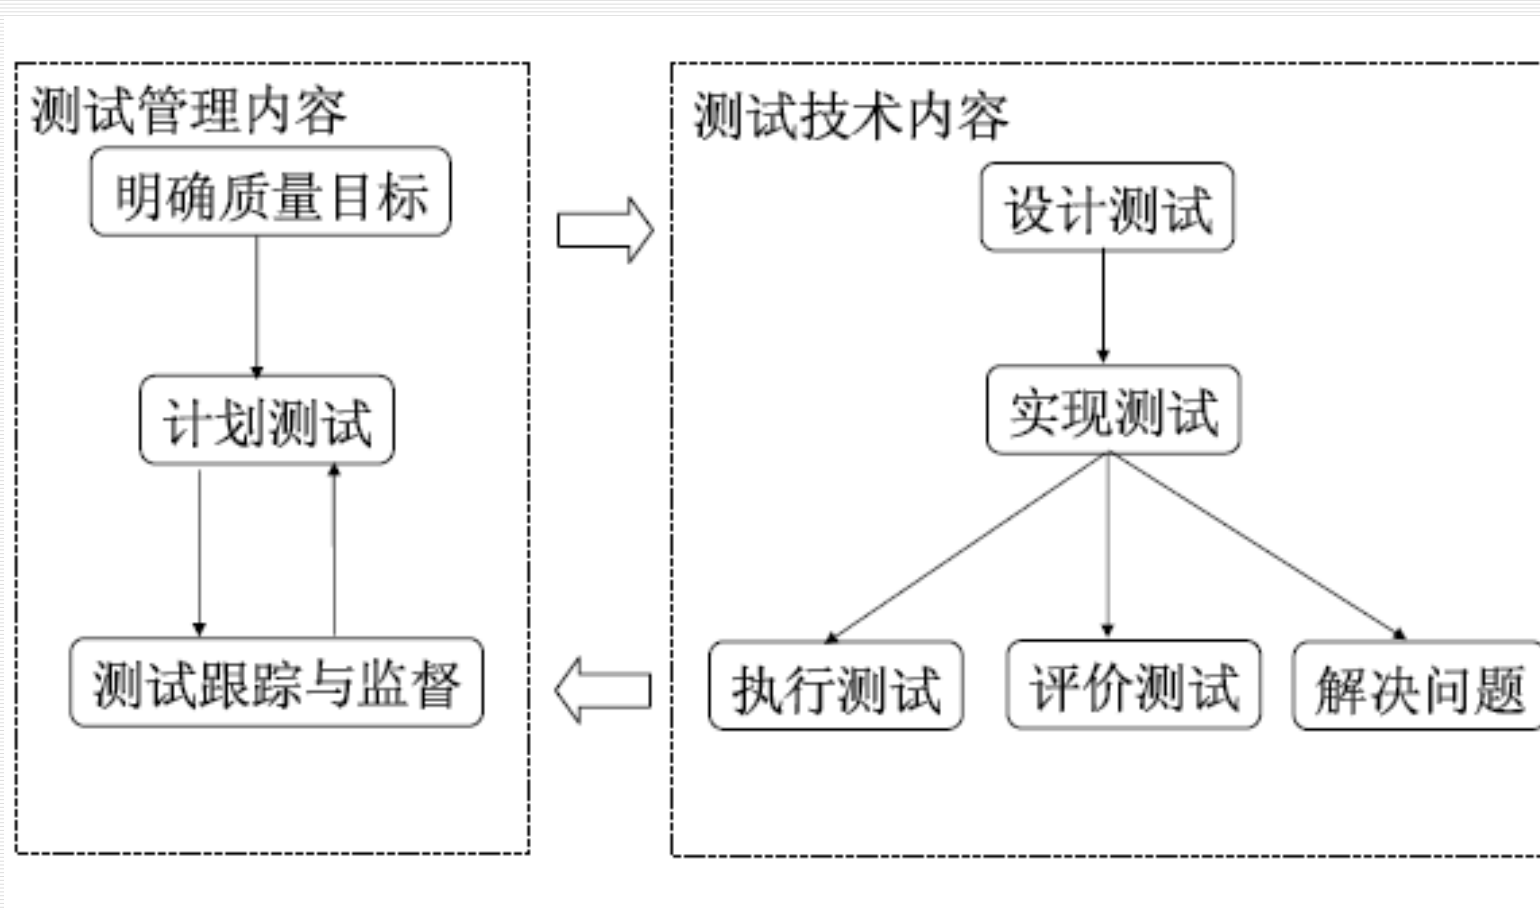 测试管理内容
明确质量目标
计划测试
测试跟踪与监督
测试技术内容
设计测试
实现测试
执行测试
评价测试
解决问题